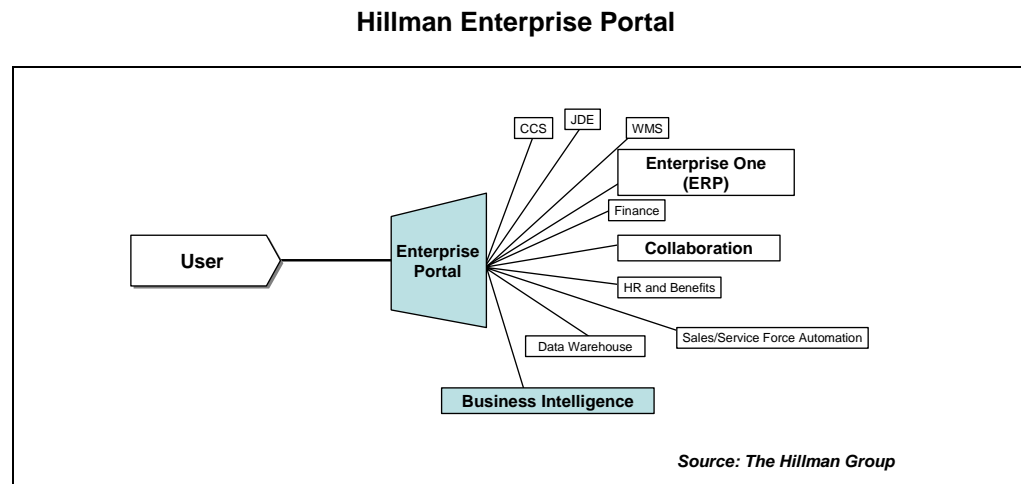 Hillman Enterprise Portal
CCS
JDE
WMS
Enterprise One
(ERP)
Finance
User
Enterprise
Portal
Collaboration
HR and Benefits
Sales/Service Force Automation
Data Warehouse
Business Intelligence
Source: The Hillman Group